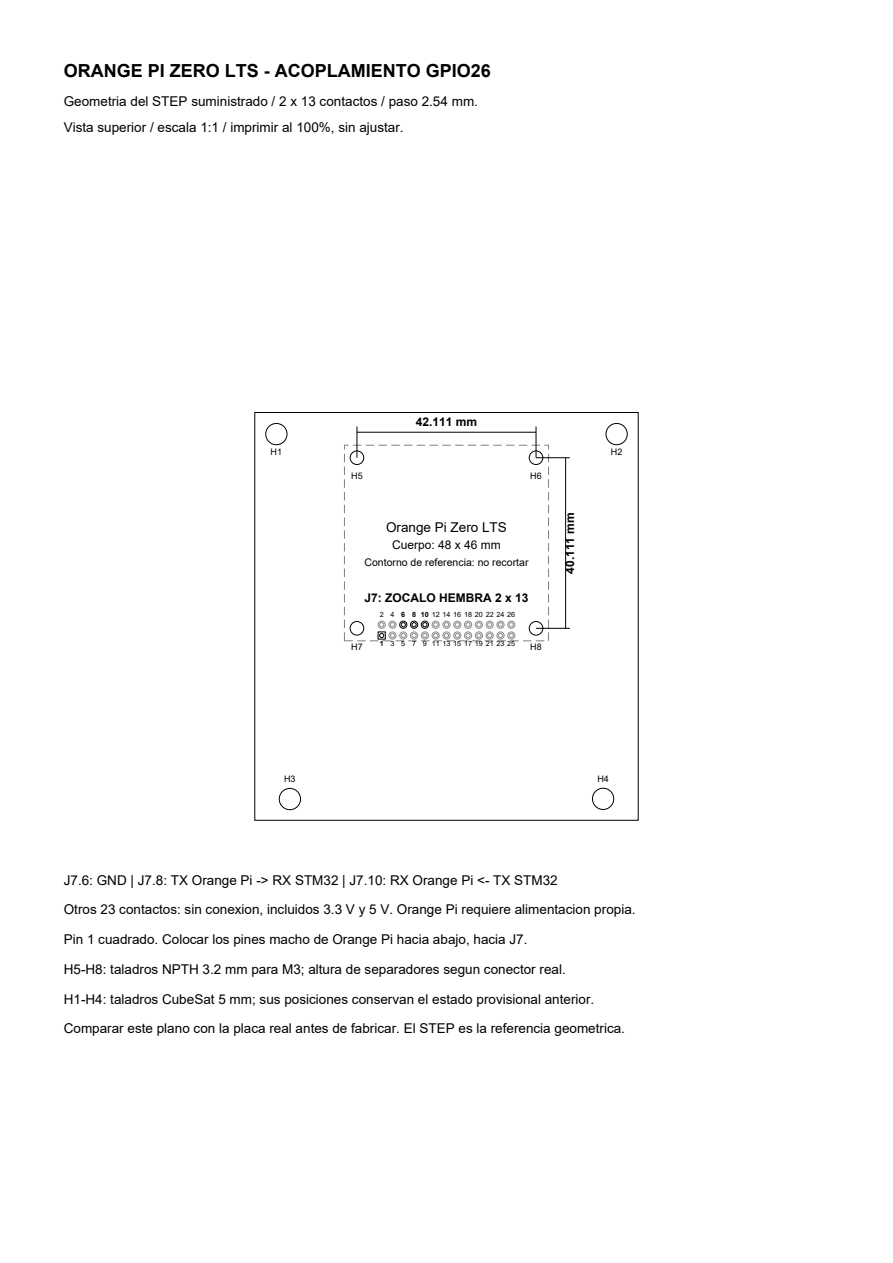 ORANGE PI ZERO LTS - ACOPLAMIENTO GPIO26
Geometria del STEP suministrado / 2 x 13 contactos / paso 2.54 mm.
Vista superior / escala 1:1 / imprimir al 100%, sin ajustar.
42.111 mm
H1
H2
H5
H6
40.111 mm
Orange Pi Zero LTS
Cuerpo: 48 x 46 mm
Contorno de referencia: no recortar
J7: ZOCALO HEMBRA 2 x 13
2 4 6 8 10 12 14 16 18 20 22 24 26
1 3 5 7 9 11 13 15 17 19 21 23 25
H7
H8
H3
H4
J7.6: GND | J7.8: TX Orange Pi -> RX STM32 | J7.10: RX Orange Pi <- TX STM32
Otros 23 contactos: sin conexion, incluidos 3.3 V y 5 V. Orange Pi requiere alimentacion propia.
Pin 1 cuadrado. Colocar los pines macho de Orange Pi hacia abajo, hacia J7.
H5-H8: taladros NPTH 3.2 mm para M3; altura de separadores segun conector real.
H1-H4: taladros CubeSat 5 mm; sus posiciones conservan el estado provisional anterior.
Comparar este plano con la placa real antes de fabricar. El STEP es la referencia geometrica.